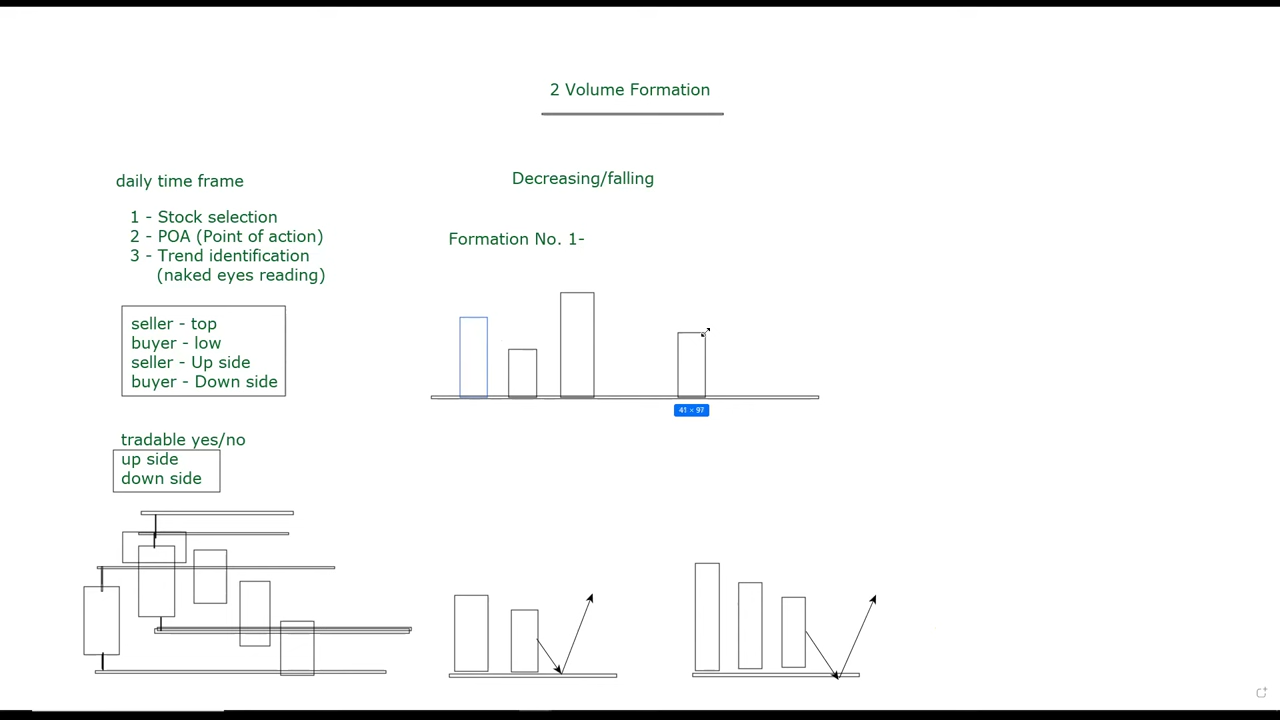 2 Volume Formation
daily time frame
1 - Stock selection
2 - POA (Point of action)
3 - Trend identification
(naked eyes reading)
seller - top
buyer - low
seller - Up side
buyer - Down side
tradable yes/no
up side
down side
Decreasing/falling
Formation No. 1-
41 × 97